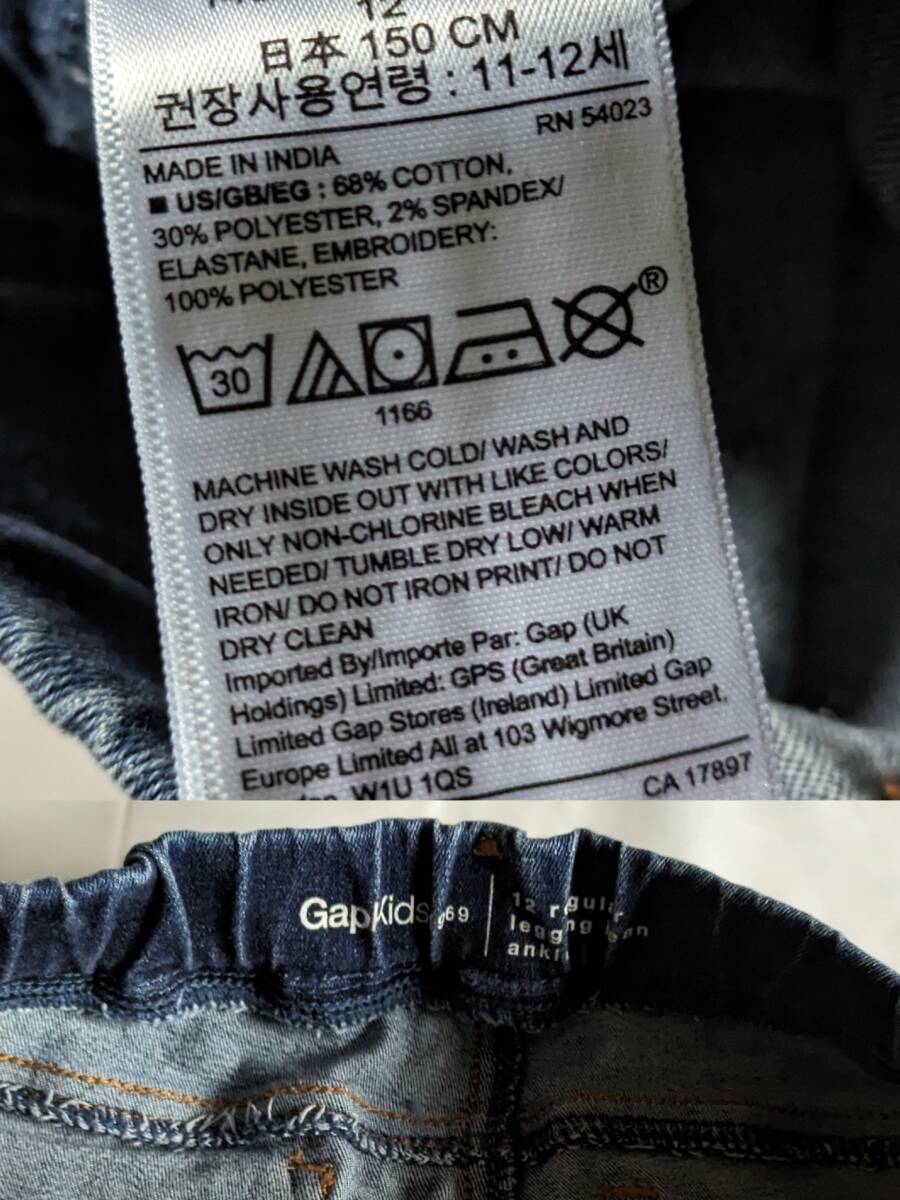 12
日本 150 CM
권장사용연령 : 11-12세
RN 54023
MADE IN INDIA
■ US/GB/EG : 68% COTTON,
30% POLYESTER, 2% SPANDEX/
ELASTANE, EMBROIDERY:
100% POLYESTER
30
®
1166
MACHINE WASH COLD/ WASH AND
DRY INSIDE OUT WITH LIKE COLORS/
ONLY NON-CHLORINE BLEACH WHEN
NEEDED/ TUMBLE DRY LOW/ WARM
IRON/ DO NOT IRON PRINT/ DO NOT
DRY CLEAN
Imported By/Importe Par: Gap (UK
Holdings) Limited: GPS (Great Britain)
Limited Gap Stores (Ireland) Limited Gap
Europe Limited All at 103 Wigmore Street,
W1U 1QS
CA 17897
GapKids
12